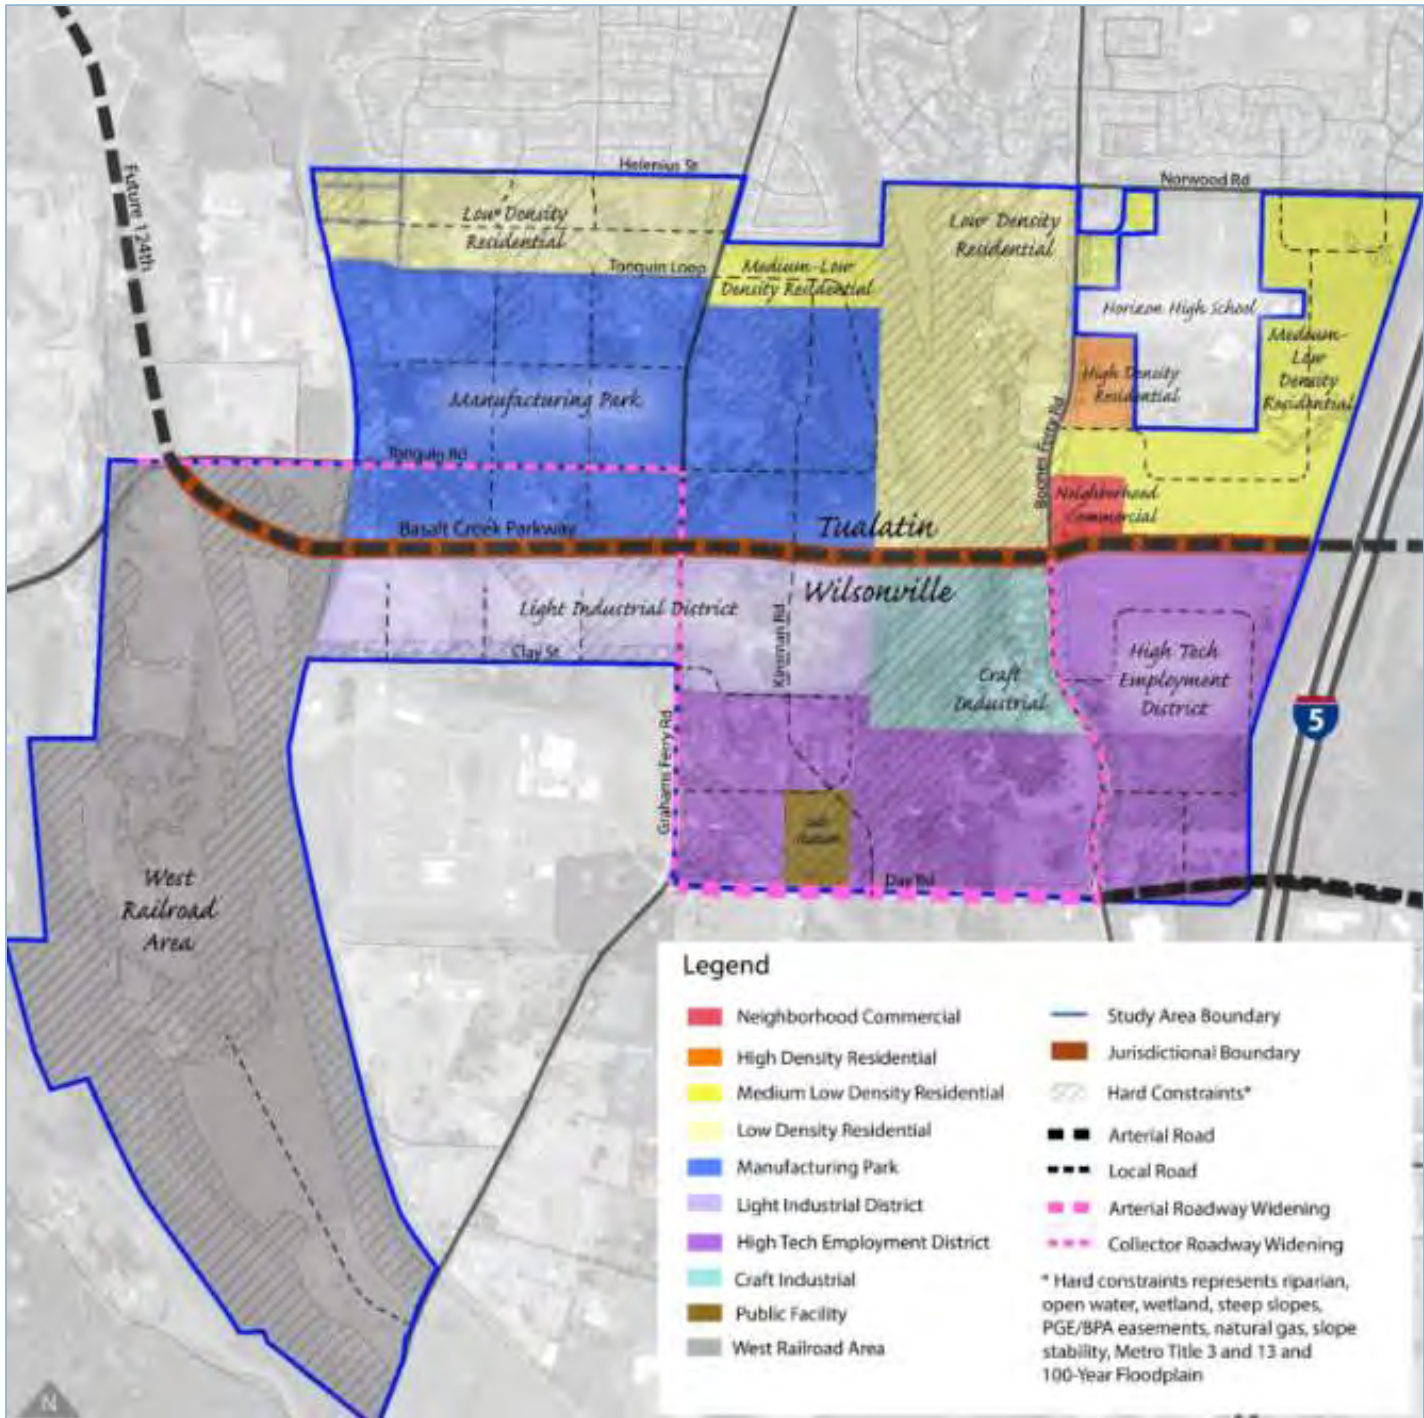 Future 124th
Helenius St
Norwood Rd
Low Density
Residential
Low Density
Residential
Tonquin Loop
Medium-Low
Density Residential
Horizon High School
Medium-
Low
Density
Residential
High Density
Residential
Manufacturing Park
Boones Ferry Rd
Tonquin Rd
Neighborhood
Commercial
Basalt Creek Parkway
Tualatin
Wilsonville
Light Industrial District
Kinsman Rd
Clay St
Craft
Industrial
High Tech
Employment
District
5
Grahams Ferry Rd
Day Rd
West
Railroad
Area
Legend
Neighborhood Commercial
High Density Residential
Medium Low Density Residential
Low Density Residential
Manufacturing Park
Light Industrial District
High Tech Employment District
Craft Industrial
Public Facility
West Railroad Area
Study Area Boundary
Jurisdictional Boundary
Hard Constraints*
Arterial Road
Local Road
Arterial Roadway Widening
Collector Roadway Widening
* Hard constraints represents riparian,
open water, wetland, steep slopes,
PGE/BPA easements, natural gas, slope
stability, Metro Title 3 and 13 and
100-Year Floodplain
N